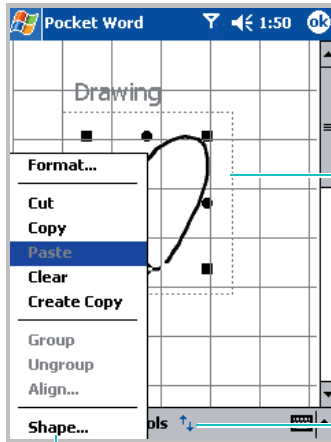 Pocket Word 1:50 ok
Drawing
Format...
Cut
Copy
Paste
Clear
Create Copy
Group
Ungroup
Align...
Shape...
ols